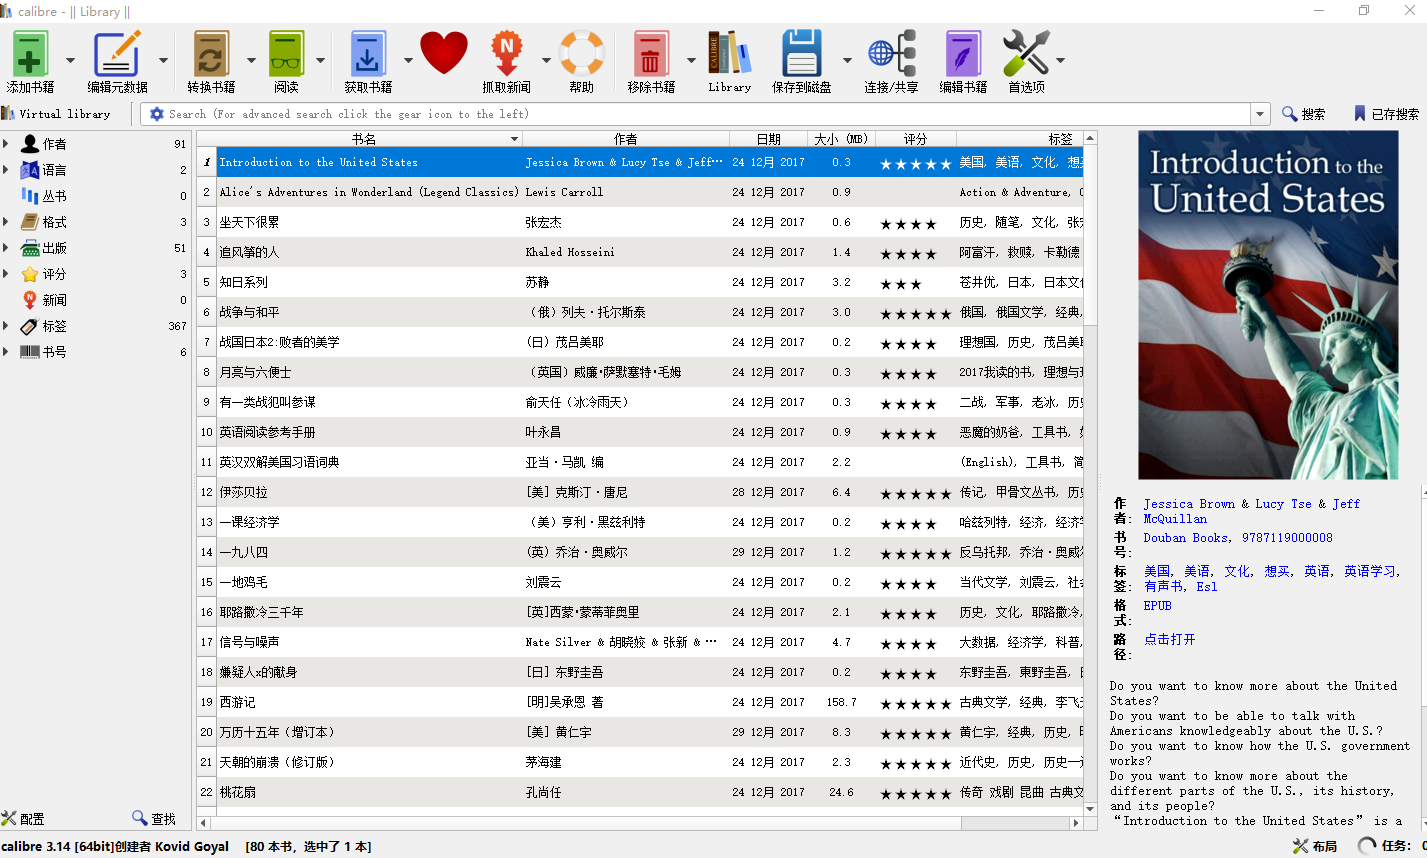 calibre - || Library ||
添加书籍 编辑元数据 转换书籍 阅读 获取书籍 抓取新闻 帮助 移除书籍 Library 保存到磁盘 连接/共享 编辑书籍 首选项
Virtual library Search (For advanced search click the gear icon to the left) 搜索 已存搜索
作者 91
语言 2
丛书 0
格式 3
出版 51
评分 3
新闻 0
标签 367
书号 6
书名 作者 日期 大小 (MB) 评分 标签
1 Introduction to the United States Jessica Brown & Lucy Tse & Jeff… 24 12月 2017 0.3 ★★★★★ 美国, 美语, 文化, 想买
2 Alice's Adventures in Wonderland (Legend Classics) Lewis Carroll 24 12月 2017 0.9 Action & Adventure,
3 坐天下很累 张宏杰 24 12月 2017 0.6 ★★★★ 历史, 随笔, 文化, 张宏
4 追风筝的人 Khaled Hosseini 24 12月 2017 1.4 ★★★★ 阿富汗, 救赎, 卡勒德
5 知日系列 苏静 24 12月 2017 3.2 ★★★ 苍井优, 日本, 日本文化
6 战争与和平 （俄）列夫·托尔斯泰 24 12月 2017 3.0 ★★★★★ 俄国, 俄国文学, 经典,
7 战国日本2:败者的美学 (日) 茂吕美耶 24 12月 2017 0.2 ★★★★ 理想国, 历史, 茂吕美耶
8 月亮与六便士 （英国）威廉•萨默塞特•毛姆 24 12月 2017 0.3 ★★★★ 2017我读的书, 理想与现
9 有一类战犯叫参谋 俞天任（冰冷雨天） 24 12月 2017 0.3 ★★★★ 二战, 军事, 老冰, 历史
10 英语阅读参考手册 叶永昌 24 12月 2017 0.9 ★★★★ 恶魔的奶爸, 工具书,
11 英汉双解美国习语词典 亚当·马凯 编 24 12月 2017 2.2 (English), 工具书, 简
12 伊莎贝拉 [美] 克斯汀·唐尼 28 12月 2017 6.4 ★★★★★ 传记, 甲骨文丛书, 历史
13 一课经济学 （美）亨利·黑兹利特 24 12月 2017 0.2 ★★★★ 哈兹列特, 经济, 经济学
14 一九八四 (英) 乔治·奥威尔 29 12月 2017 1.2 ★★★★★ 反乌托邦, 乔治·奥威尔
15 一地鸡毛 刘震云 24 12月 2017 0.2 ★★★★ 当代文学, 刘震云, 社会
16 耶路撒冷三千年 [英]西蒙•蒙蒂菲奥里 24 12月 2017 2.1 ★★★★ 历史, 文化, 耶路撒冷,
17 信号与噪声 Nate Silver & 胡晓姣 & 张新 & … 24 12月 2017 4.7 ★★★★ 大数据, 经济学, 科普,
18 嫌疑人x的献身 [日] 东野圭吾 24 12月 2017 0.2 ★★★★ 东野圭吾, 東野圭吾,
19 西游记 [明]吴承恩 著 24 12月 2017 158.7 ★★★★★ 古典文学, 经典, 李飞
20 万历十五年（增订本） [美] 黄仁宇 29 12月 2017 8.3 ★★★★★ 黄仁宇, 经典, 历史, 明
21 天朝的崩溃（修订版） 茅海建 24 12月 2017 2.3 ★★★★★ 近代史, 历史, 历史一
22 桃花扇 孔尚任 24 12月 2017 24.6 ★★★★★ 传奇 戏剧 昆曲 古典文
Introduction to the
United States
作者: Jessica Brown & Lucy Tse & Jeff
McQuillan
书号: Douban Books, 9787119000008
标签: 美国, 美语, 文化, 想买, 英语, 英语学习,
有声书, Esl
格式: EPUB
路径: 点击打开
Do you want to know more about the United
States?
Do you want to be able to talk with
Americans knowledgeably about the U.S.?
Do you want to know how the U.S. government
works?
Do you want to know more about the
different parts of the U.S., its history,
and its people?
“Introduction to the United States” is a
配置 查找
calibre 3.14 [64bit]创建者 Kovid Goyal [80 本书，选中了 1 本] 布局 任务: